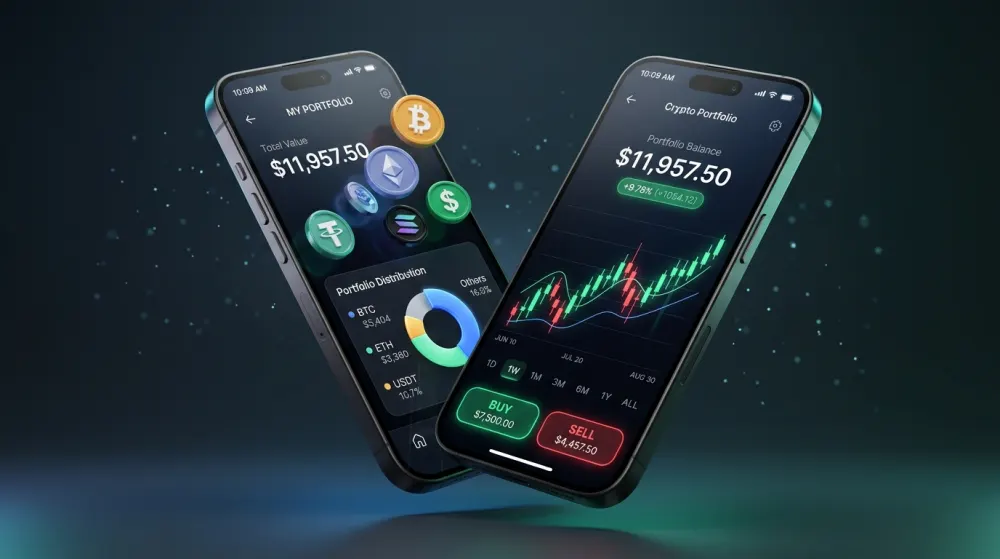 10:09 AM
MY PORTFOLIO
Total Value
$11,957.50
Portfolio Distribution
BTC
$5,404
ETH
$3,380
USDT
10.7%
Others
16.0%
10:09 AM
Crypto Portfolio
Portfolio Balance
$11,957.50
+9.78% (+1054.12)
JUN 10
JUL 20
AUG 30
1D 1W 1M 3M 6M 1Y ALL
BUY
$7,500.00
SELL
$4,457.50